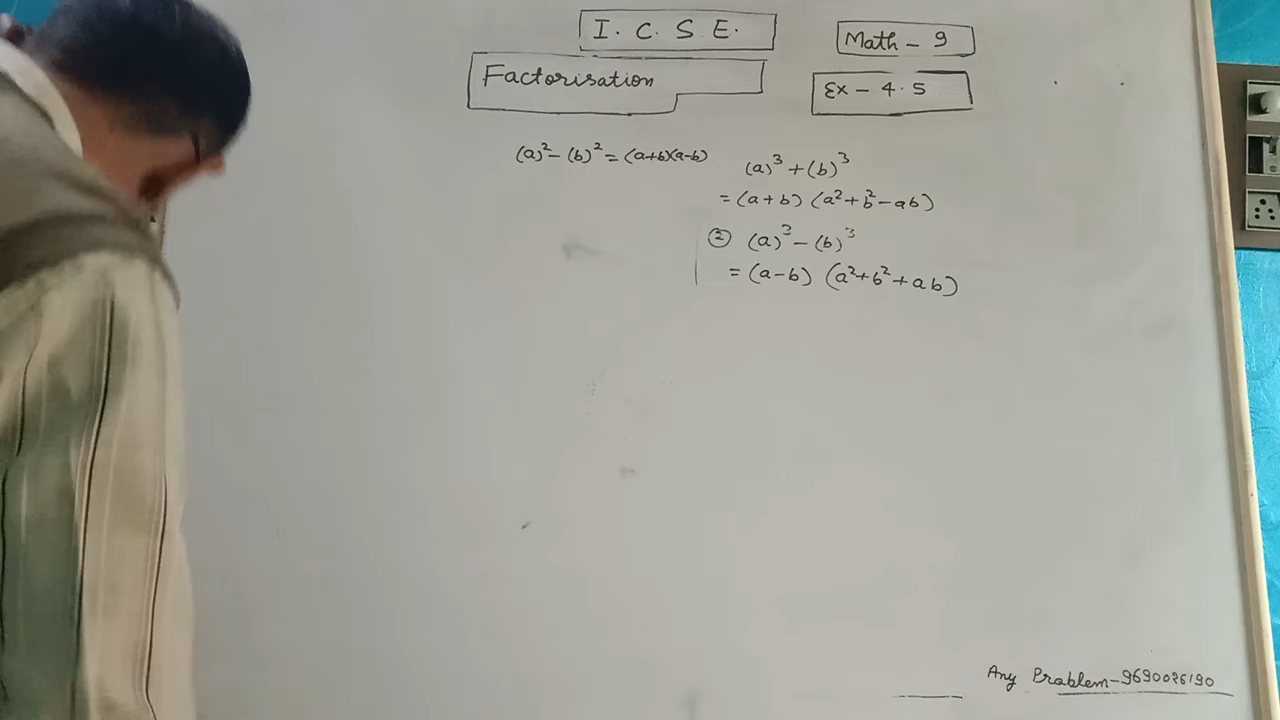 I. C. S. E.
Math - 9
Factorisation
Ex - 4.5
(a)² - (b)² = (a+b)(a-b)
(a)³ + (b)³
= (a+b) (a²+b²-ab)
② (a)³ - (b)³
= (a-b) (a²+b²+ab)
Any Problem-9690026190